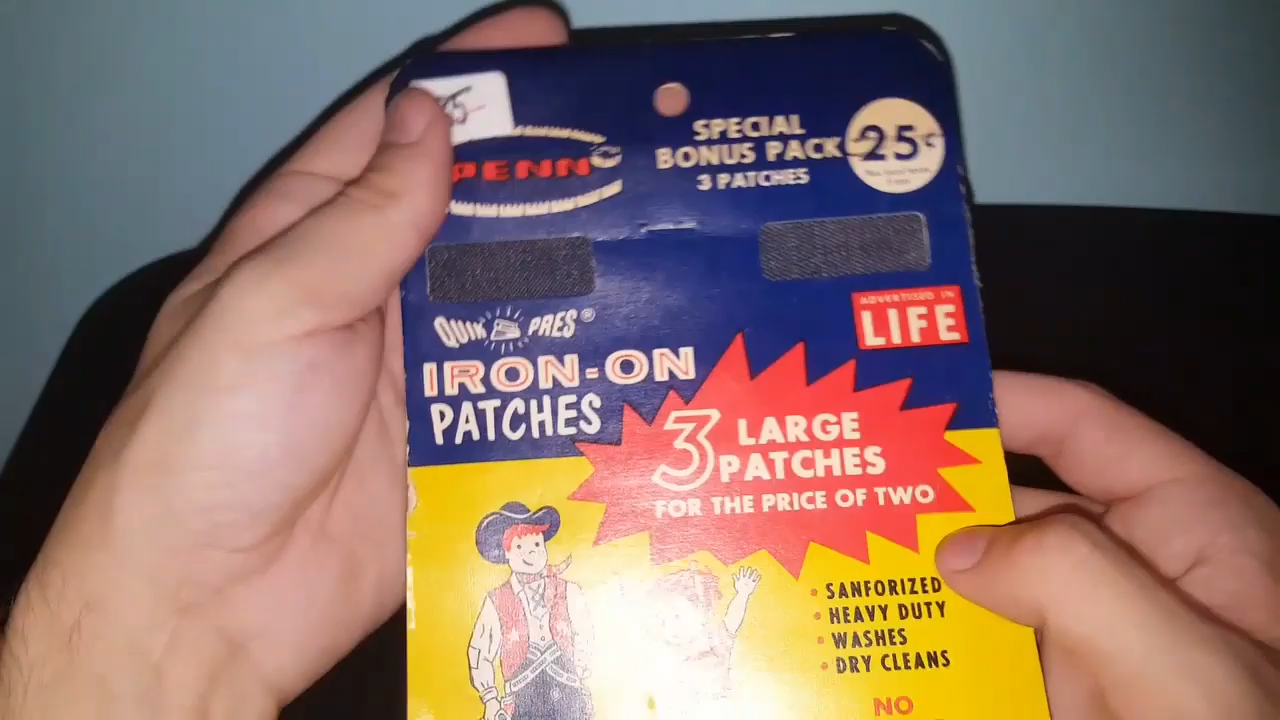 PENN
SPECIAL
BONUS PACK
3 PATCHES
25¢
QUIK PRES®
IRON-ON
PATCHES
ADVERTISED IN
LIFE
3 LARGE
PATCHES
FOR THE PRICE OF TWO
• SANFORIZED
• HEAVY DUTY
• WASHES
• DRY CLEANS
NO